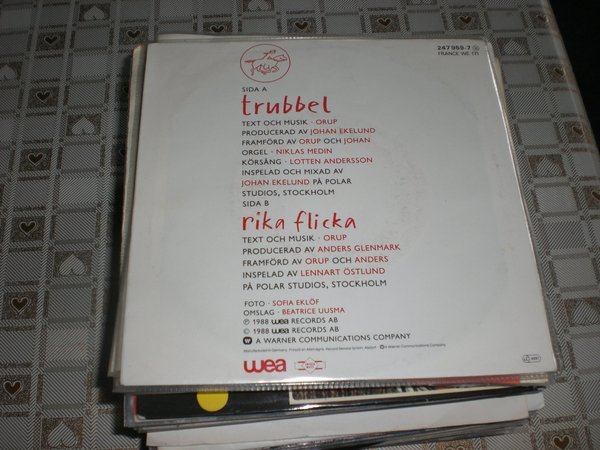 247 955-7
FRANCE WE 171
SIDA A
trubbel
TEXT OCH MUSIK · ORUP
PRODUCERAD AV JOHAN EKELUND
FRAMFÖRD AV ORUP OCH JOHAN
ORGEL · NIKLAS MEDIN
KÖRSÅNG · LOTTEN ANDERSSON
INSPELAD OCH MIXAD AV
JOHAN EKELUND PÅ POLAR
STUDIOS, STOCKHOLM
SIDA B
rika flicka
TEXT OCH MUSIK · ORUP
PRODUCERAD AV ANDERS GLENMARK
FRAMFÖRD AV ORUP OCH ANDERS
INSPELAD AV LENNART ÖSTLUND
PÅ POLAR STUDIOS, STOCKHOLM
FOTO · SOFIA EKLÖF
OMSLAG · BEATRICE UUSMA
℗ 1988 wea RECORDS AB
© 1988 wea RECORDS AB
A WARNER COMMUNICATIONS COMPANY
wea